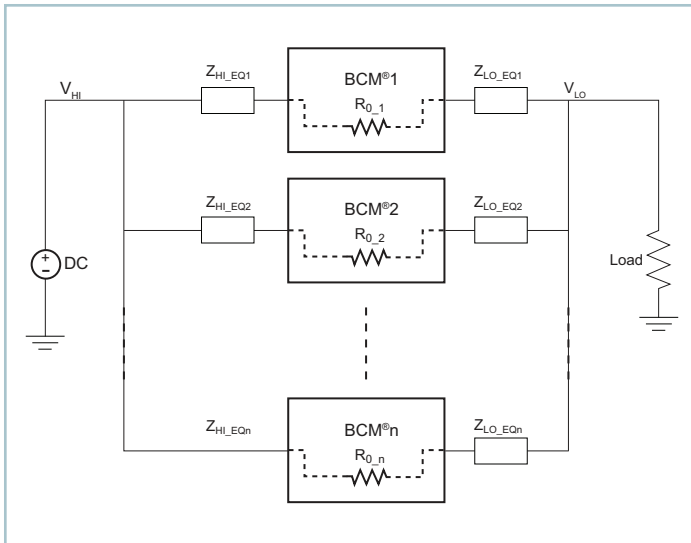 Z_HI_EQ1
BCM®1
Z_LO_EQ1
V_HI
R_0_1
V_LO
Z_HI_EQ2
BCM®2
Z_LO_EQ2
R_0_2
+
−
DC
Load
Z_HI_EQn
BCM®n
Z_LO_EQn
R_0_n